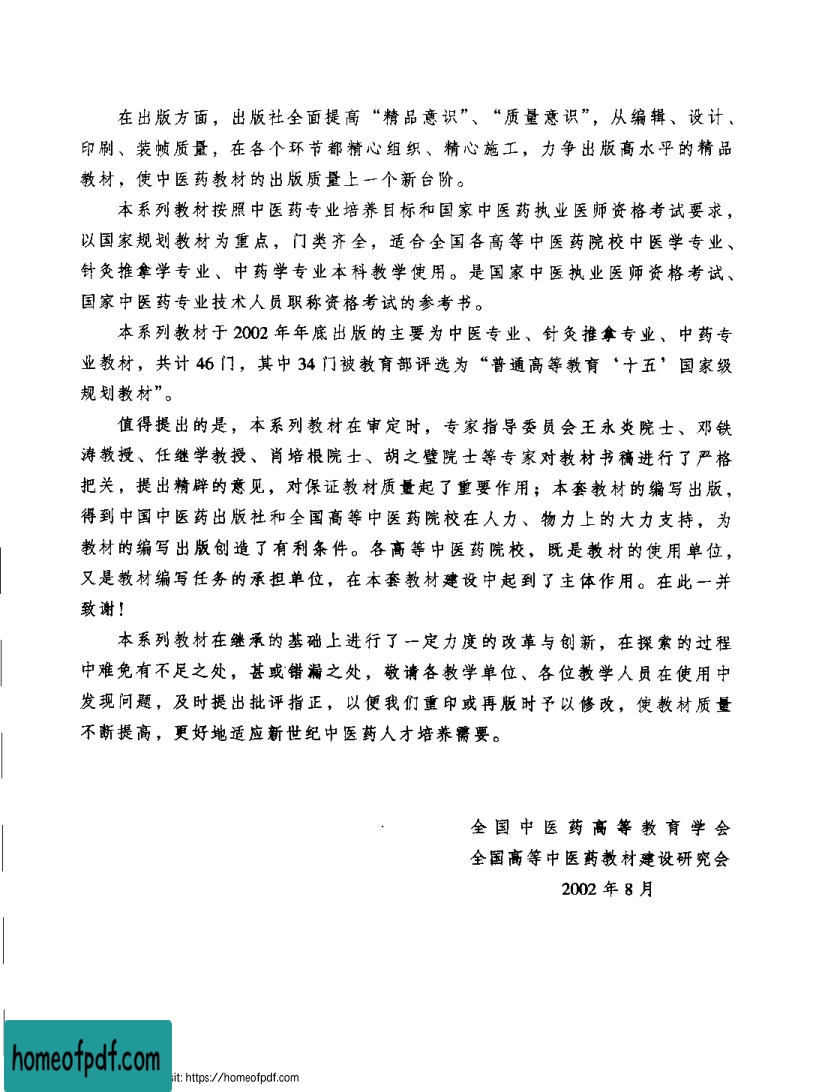 在出版方面，出版社全面提高“精品意识”、“质量意识”，从编辑、设计、
印刷、装帧质量，在各个环节都精心组织、精心施工，力争出版高水平的精品
教材，使中医药教材的出版质量上一个新台阶。
本系列教材按照中医药专业培养目标和国家中医药执业医师资格考试要求，
以国家规划教材为重点，门类齐全，适合全国各高等中医药院校中医学专业、
针灸推拿学专业、中药学专业本科教学使用。是国家中医执业医师资格考试、
国家中医药专业技术人员职称资格考试的参考书。
本系列教材于 2002 年年底出版的主要为中医专业、针灸推拿专业、中药专
业教材，共计 46 门，其中 34 门被教育部评选为“普通高等教育‘十五’国家级
规划教材”。
值得提出的是，本系列教材在审定时，专家指导委员会王永炎院士、邓铁
涛教授、任继学教授、肖培根院士、胡之璧院士等专家对教材书稿进行了严格
把关，提出精辟的意见，对保证教材质量起了重要作用；本套教材的编写出版，
得到中国中医药出版社和全国高等中医药院校在人力、物力上的大力支持，为
教材的编写出版创造了有利条件。各高等中医药院校，既是教材的使用单位，
又是教材编写任务的承担单位，在本套教材建设中起到了主体作用。在此一并
致谢！
本系列教材在继承的基础上进行了一定力度的改革与创新，在探索的过程
中难免有不足之处，甚或错漏之处，敬请各教学单位、各位教学人员在使用中
发现问题，及时提出批评指正，以便我们重印或再版时予以修改，使教材质量
不断提高，更好地适应新世纪中医药人才培养需要。
全国中医药高等教育学会
全国高等中医药教材建设研究会
2002 年 8 月
homeofpdf.com
sit: https://homeofpdf.com